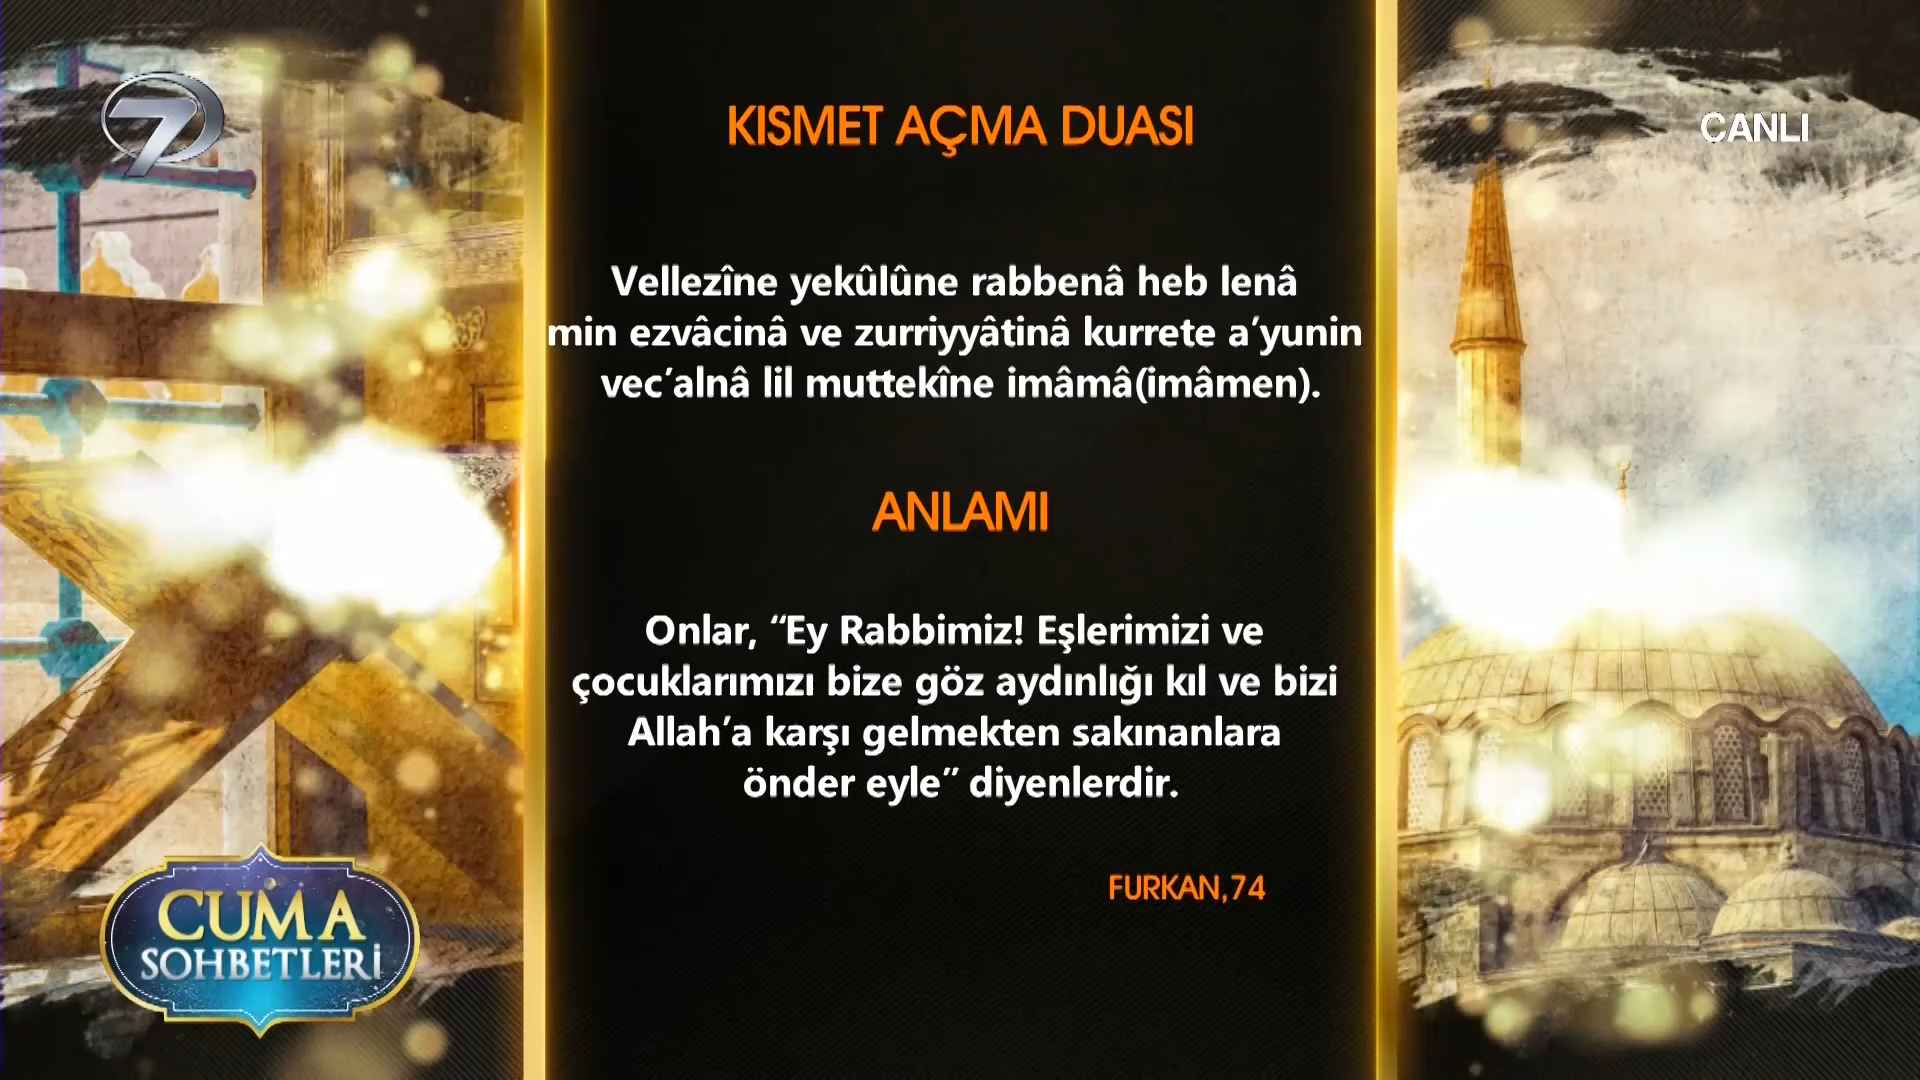 7
CANLI
KISMET AÇMA DUASI
Vellezîne yekûlûne rabbenâ heb lenâ
min ezvâcinâ ve zurriyyâtinâ kurrete a’yunin
vec’alnâ lil muttekîne imâmâ(imâmen).
ANLAMI
Onlar, “Ey Rabbimiz! Eşlerimizi ve
çocuklarımızı bize göz aydınlığı kıl ve bizi
Allah’a karşı gelmekten sakınanlara
önder eyle” diyenlerdir.
FURKAN,74
CUMA
SOHBETLERİ